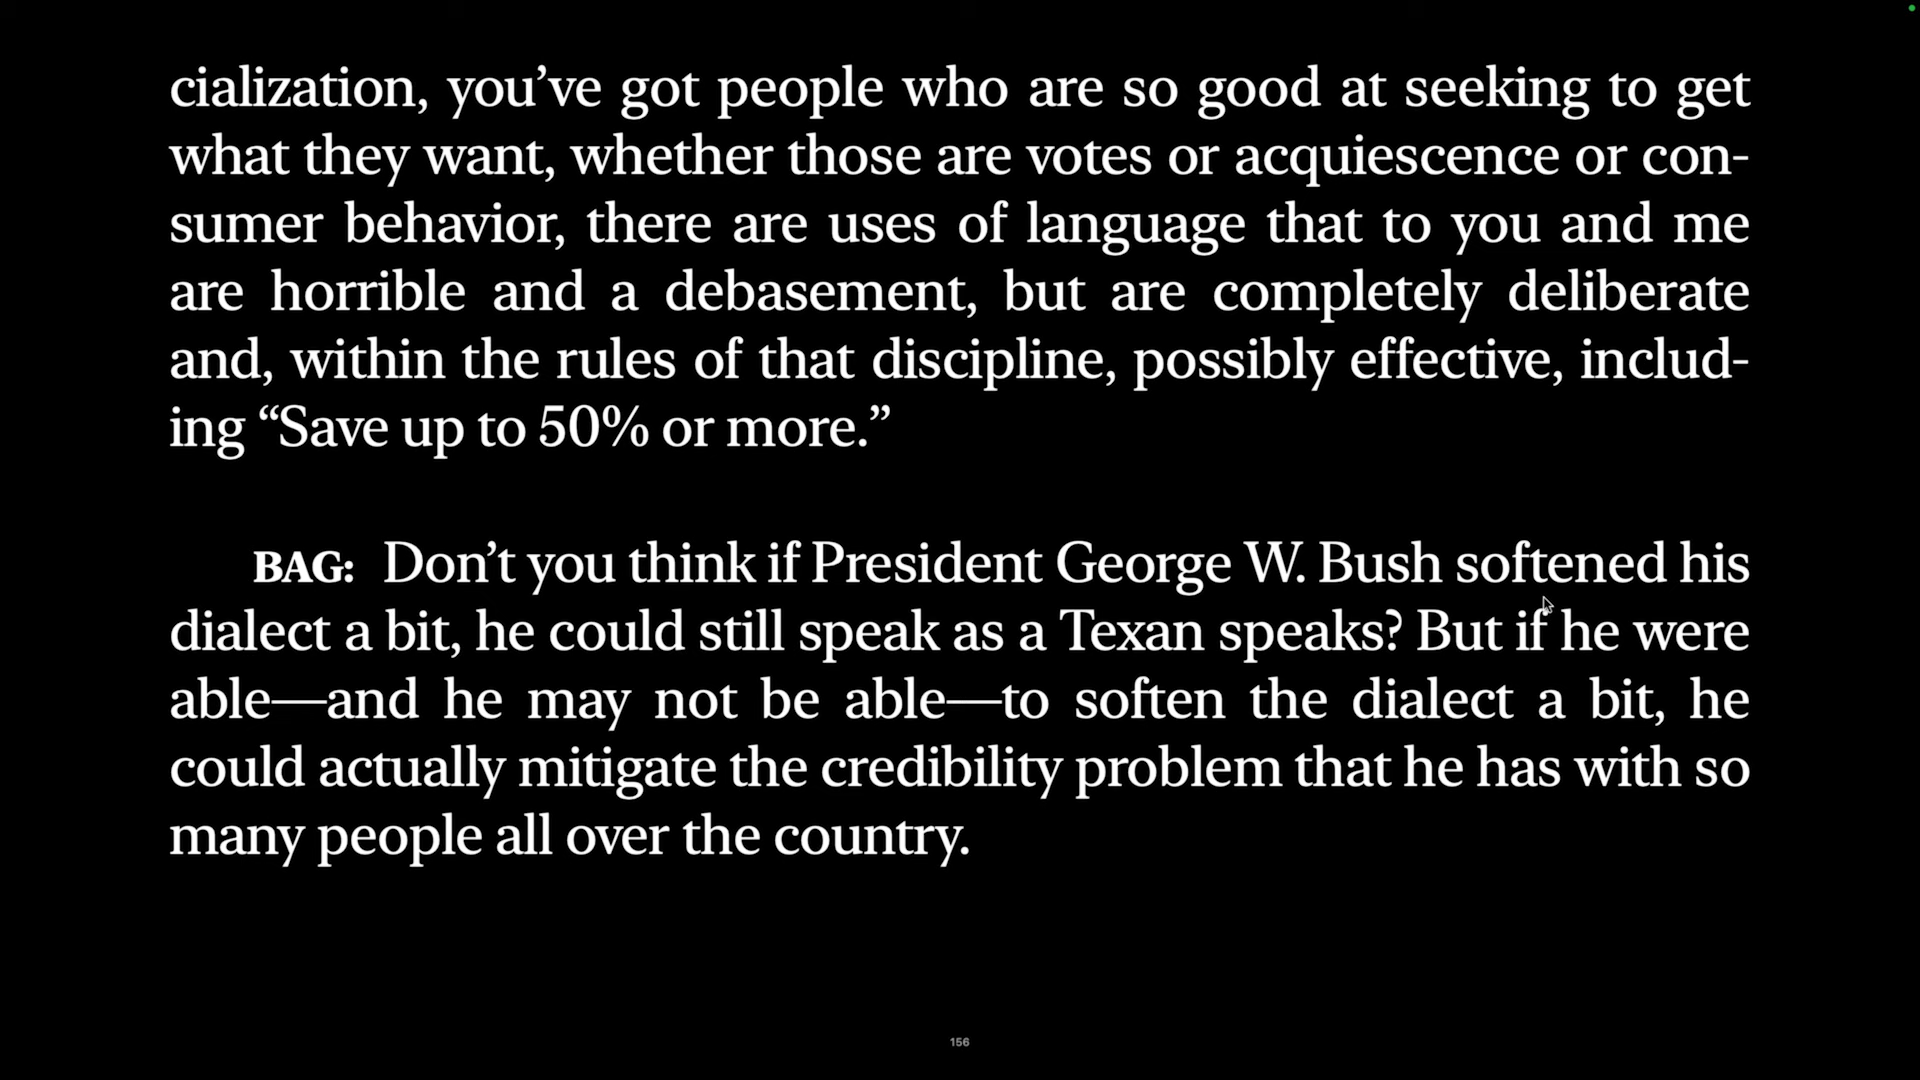 cialization, you’ve got people who are so good at seeking to get
what they want, whether those are votes or acquiescence or con-
sumer behavior, there are uses of language that to you and me
are horrible and a debasement, but are completely deliberate
and, within the rules of that discipline, possibly effective, includ-
ing “Save up to 50% or more.”
BAG: Don’t you think if President George W. Bush softened his
dialect a bit, he could still speak as a Texan speaks? But if he were
able—and he may not be able—to soften the dialect a bit, he
could actually mitigate the credibility problem that he has with so
many people all over the country.
156